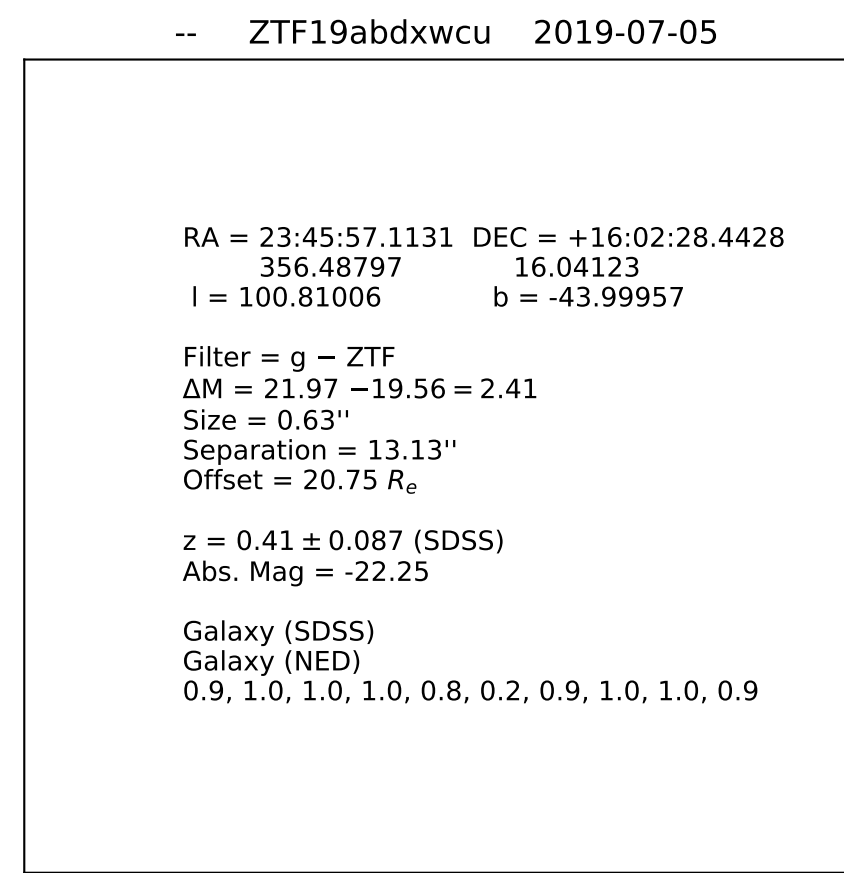 -- ZTF19abdxwcu 2019-07-05
RA = 23:45:57.1131 DEC = +16:02:28.4428
356.48797 16.04123
l = 100.81006 b = -43.99957
Filter = g − ZTF
ΔM = 21.97 −19.56 = 2.41
Size = 0.63''
Separation = 13.13''
Offset = 20.75 Re
z = 0.41 ± 0.087 (SDSS)
Abs. Mag = -22.25
Galaxy (SDSS)
Galaxy (NED)
0.9, 1.0, 1.0, 1.0, 0.8, 0.2, 0.9, 1.0, 1.0, 0.9